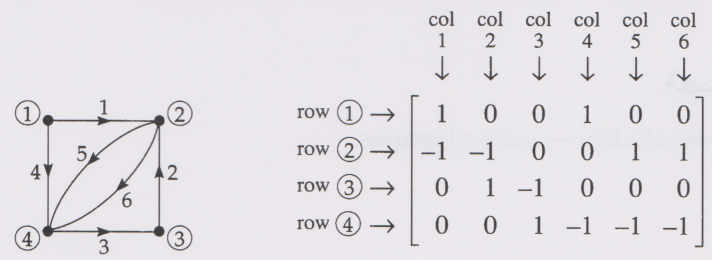 ① 1 ②
5
4 2
6
④ 3 ③
col col col col col col
1 2 3 4 5 6
↓ ↓ ↓ ↓ ↓ ↓
row ① → 1 0 0 1 0 0
row ② → −1 −1 0 0 1 1
row ③ → 0 1 −1 0 0 0
row ④ → 0 0 1 −1 −1 −1